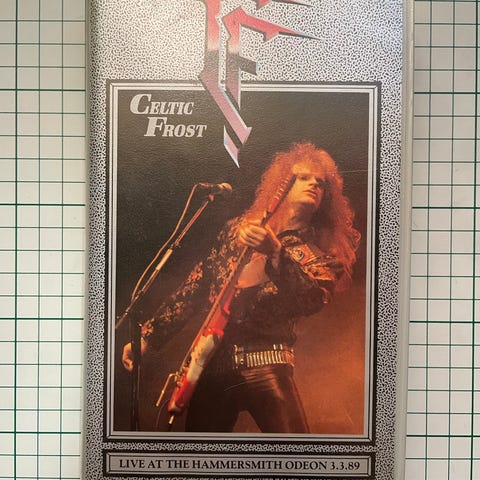 CELTIC
FROST
LIVE AT THE HAMMERSMITH ODEON 3.3.89